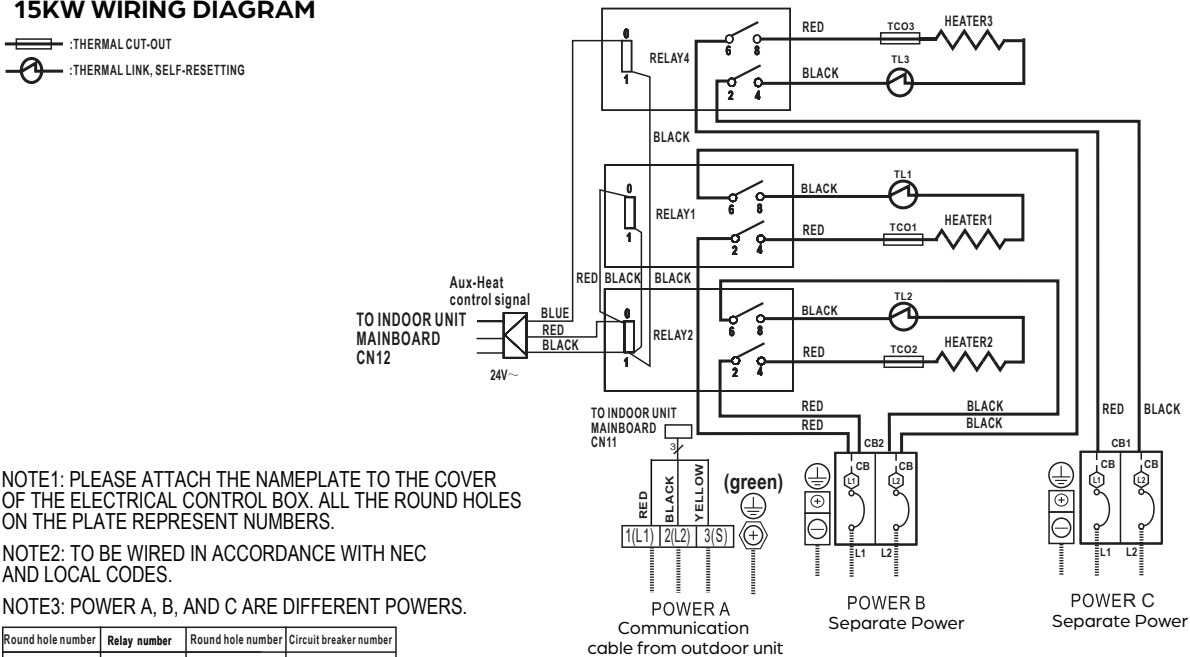 15KW WIRING DIAGRAM
:THERMAL CUT-OUT
:THERMAL LINK, SELF-RESETTING
0
1
RELAY4
6 8
2 4
RED
BLACK
TCO3
TL3
HEATER3
BLACK
0
1
RELAY1
6 8
2 4
BLACK
RED
TL1
TCO1
HEATER1
RED BLACK BLACK
Aux-Heat
control signal
TO INDOOR UNIT
MAINBOARD
CN12
BLUE
RED
BLACK
24V~
0
1
RELAY2
6 8
2 4
BLACK
RED
TL2
TCO2
HEATER2
RED
RED
BLACK
BLACK
RED BLACK
TO INDOOR UNIT
MAINBOARD
CN11
3
RED
BLACK
YELLOW
(green)
1(L1) 2(L2) 3(S)
POWER A
Communication
cable from outdoor unit
CB2
CB CB
L1 L2
L1 L2
POWER B
Separate Power
CB1
CB CB
L1 L2
L1 L2
POWER C
Separate Power
NOTE1: PLEASE ATTACH THE NAMEPLATE TO THE COVER
OF THE ELECTRICAL CONTROL BOX. ALL THE ROUND HOLES
ON THE PLATE REPRESENT NUMBERS.
NOTE2: TO BE WIRED IN ACCORDANCE WITH NEC
AND LOCAL CODES.
NOTE3: POWER A, B, AND C ARE DIFFERENT POWERS.
Round hole number Relay number Round hole number Circuit breaker number